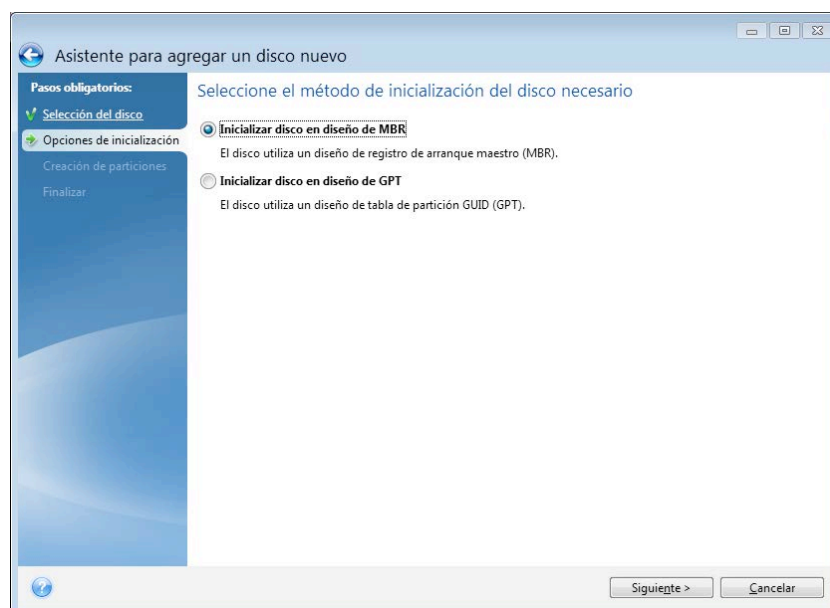 Asistente para agregar un disco nuevo
Pasos obligatorios:
Selección del disco
Opciones de inicialización
Creación de particiones
Finalizar
Seleccione el método de inicialización del disco necesario
Inicializar disco en diseño de MBR
El disco utiliza un diseño de registro de arranque maestro (MBR).
Inicializar disco en diseño de GPT
El disco utiliza un diseño de tabla de partición GUID (GPT).
Siguiente >
Cancelar